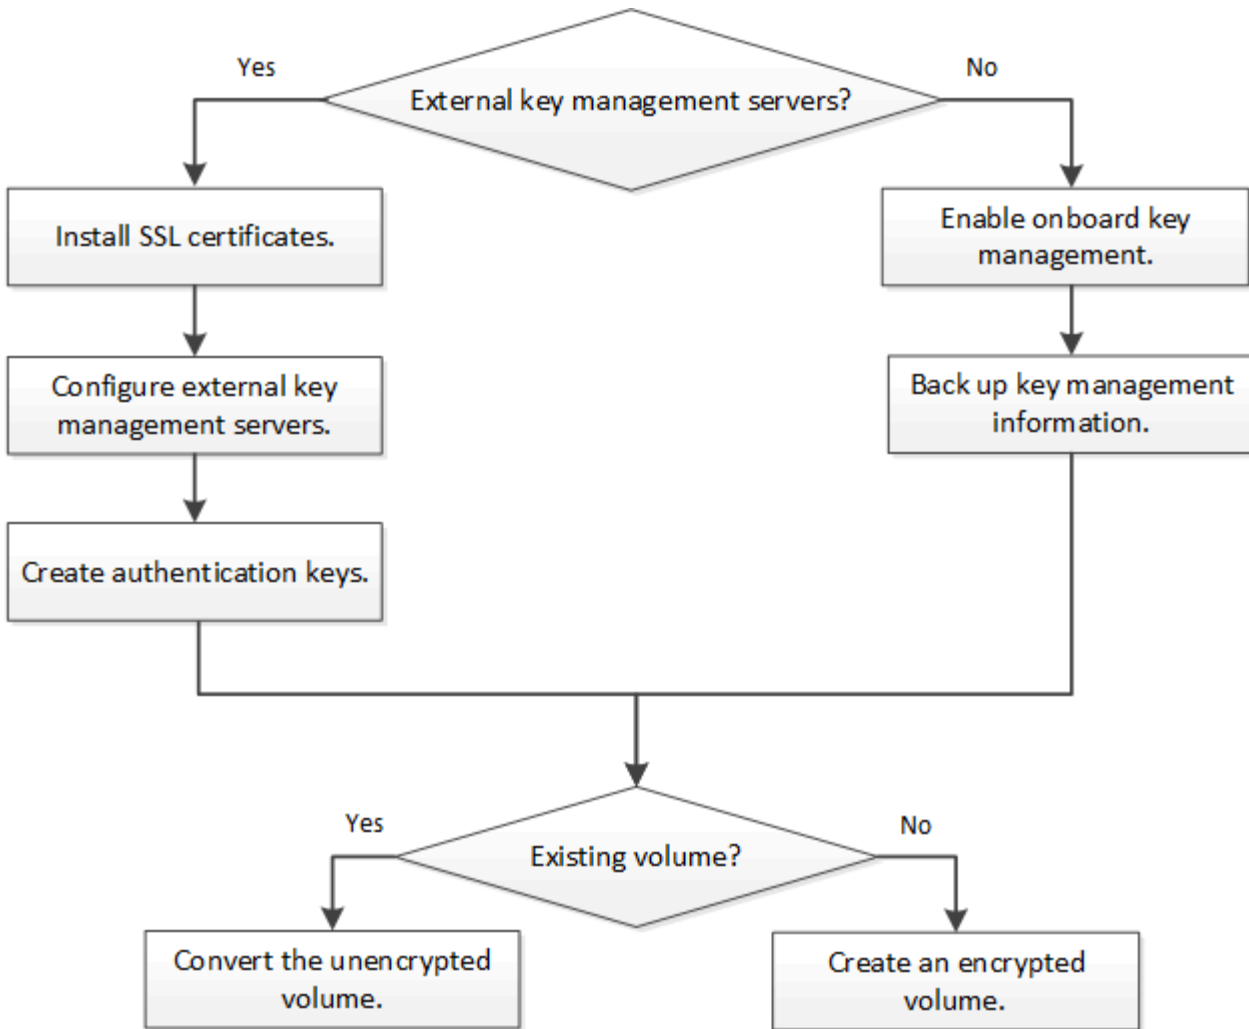 External key management servers?
Yes
No
Install SSL certificates.
Enable onboard key
management.
Configure external key
management servers.
Back up key management
information.
Create authentication keys.
Existing volume?
Yes
No
Convert the unencrypted
volume.
Create an encrypted
volume.